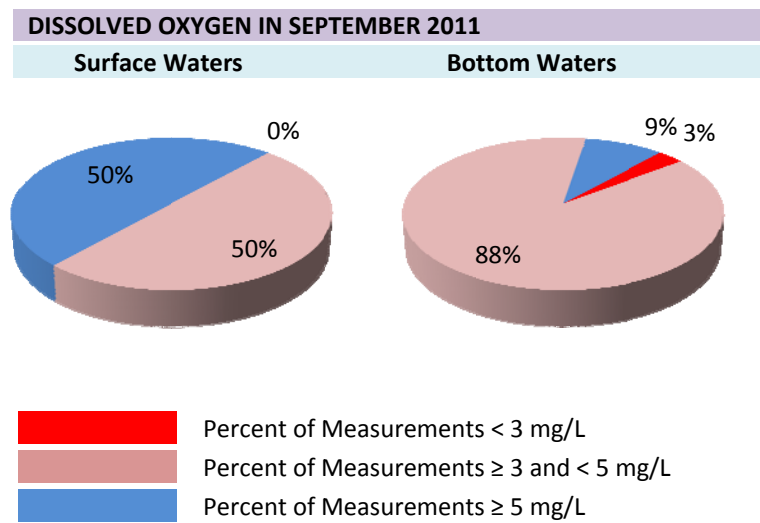 DISSOLVED OXYGEN IN SEPTEMBER 2011
Surface Waters Bottom Waters
0% 9% 3%
50%
50% 88%
Percent of Measurements < 3 mg/L
Percent of Measurements ≥ 3 and < 5 mg/L
Percent of Measurements ≥ 5 mg/L